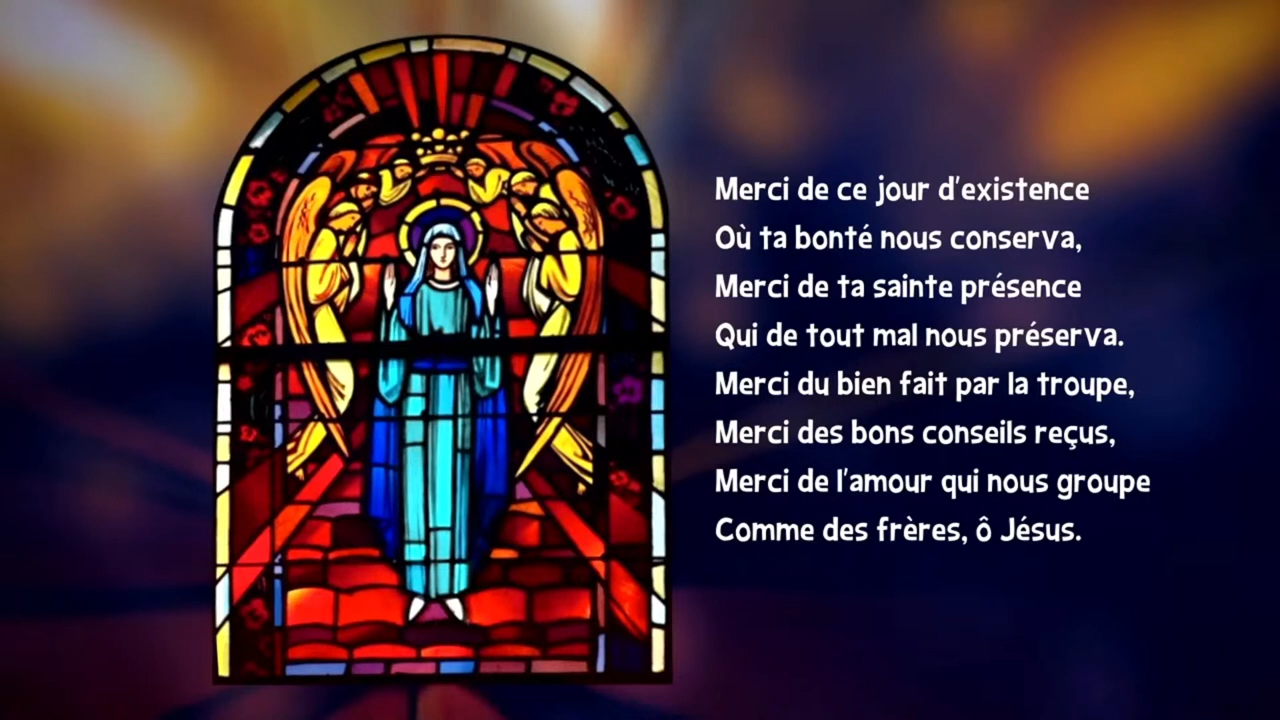 Merci de ce jour d'existence
Où ta bonté nous conserva,
Merci de ta sainte présence
Qui de tout mal nous préserva.
Merci du bien fait par la troupe,
Merci des bons conseils reçus,
Merci de l'amour qui nous groupe
Comme des frères, ô Jésus.